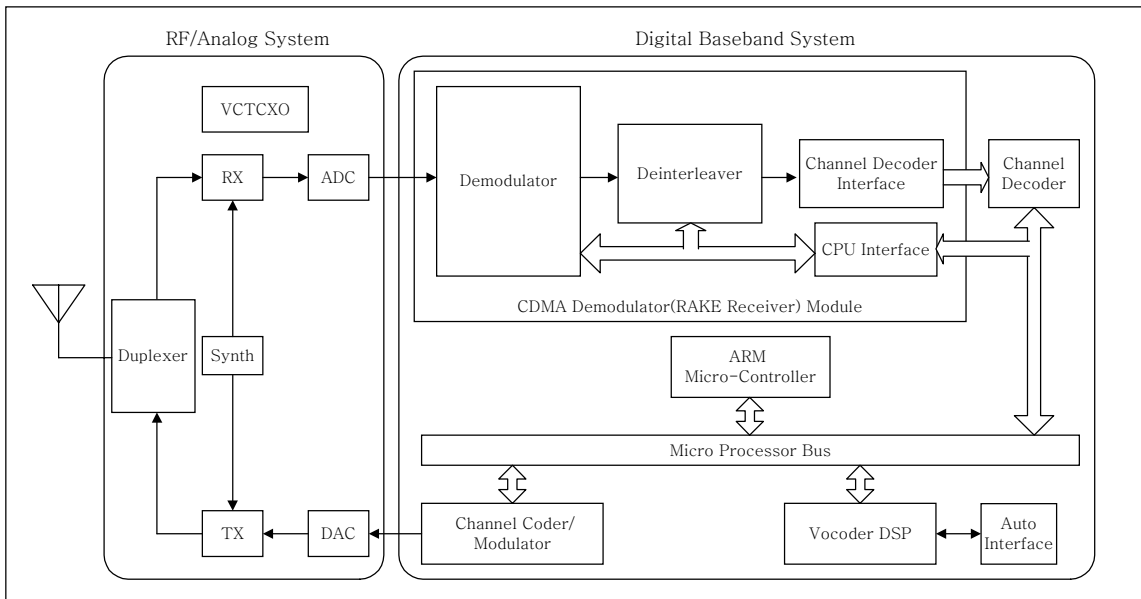 RF/Analog System
Digital Baseband System
VCTCXO
RX
ADC
Demodulator
Deinterleaver
Channel Decoder
Interface
Channel
Decoder
CPU Interface
CDMA Demodulator(RAKE Receiver) Module
Duplexer
Synth
ARM
Micro-Controller
Micro Processor Bus
TX
DAC
Channel Coder/
Modulator
Vocoder DSP
Auto
Interface